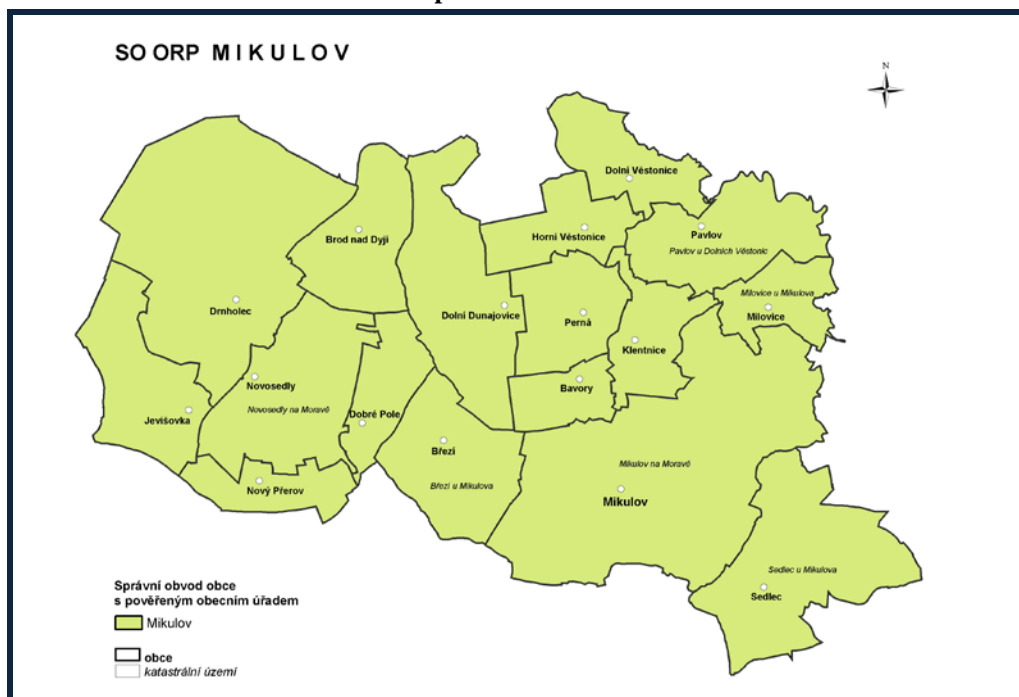 SO ORP MIKULOV
N
Dolní Věstonice
Brod nad Dyjí
Horní Věstonice
Pavlov
Pavlov u Dolních Věstonic
Milovice u Mikulova
Milovice
Drnholec
Dolní Dunajovice
Perná
Klentnice
Novosedly
Bavory
Novosedly na Moravě
Dobré Pole
Jevišovka
Březí
Mikulov na Moravě
Březí u Mikulova
Nový Přerov
Mikulov
Sedlec u Mikulova
Sedlec
Správní obvod obce
s pověřeným obecním úřadem
Mikulov
obce
katastrální území